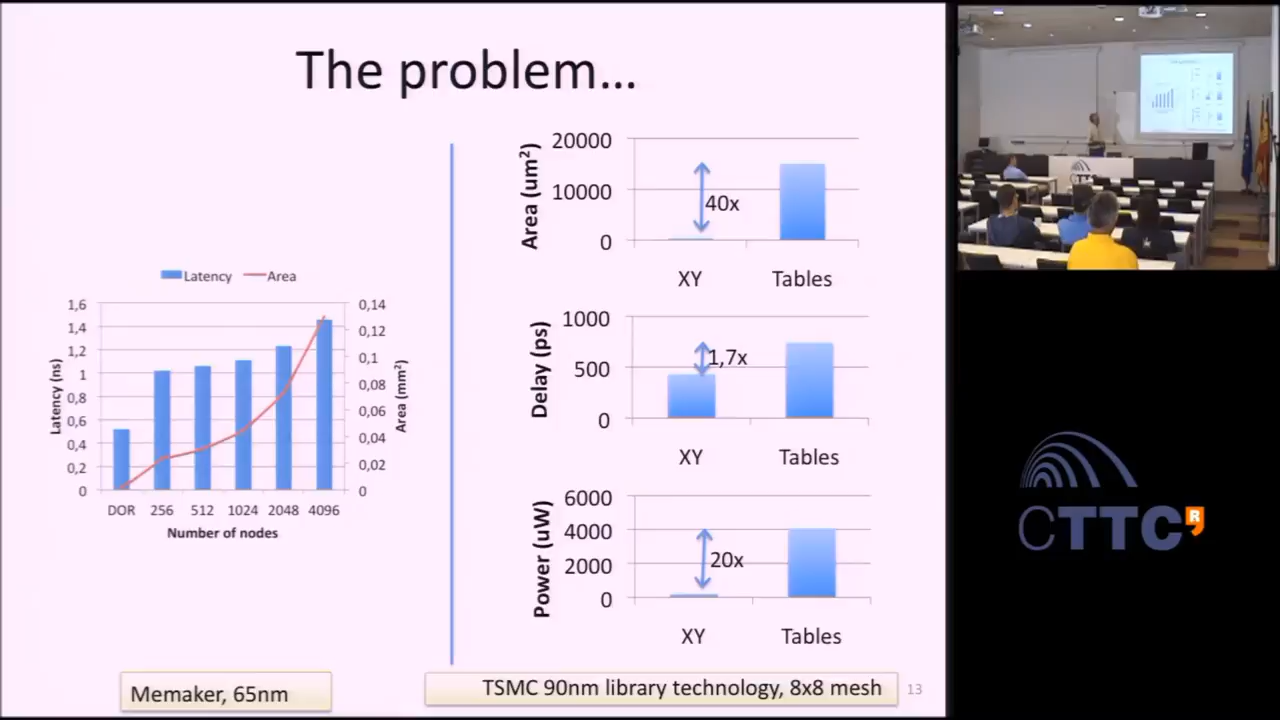 The problem...
Latency Area
1,6
1,4
1,2
1
0,8
0,6
0,4
0,2
0
Latency (ns)
0,14
0,12
0,1
0,08
0,06
0,04
0,02
0
Area (mm²)
DOR 256 512 1024 2048 4096
Number of nodes
Memaker, 65nm
Area (um²)
20000
10000
0
40x
XY Tables
Delay (ps)
1000
500
0
1,7x
XY Tables
Power (uW)
6000
4000
2000
0
20x
XY Tables
TSMC 90nm library technology, 8x8 mesh
13
CTTC
R